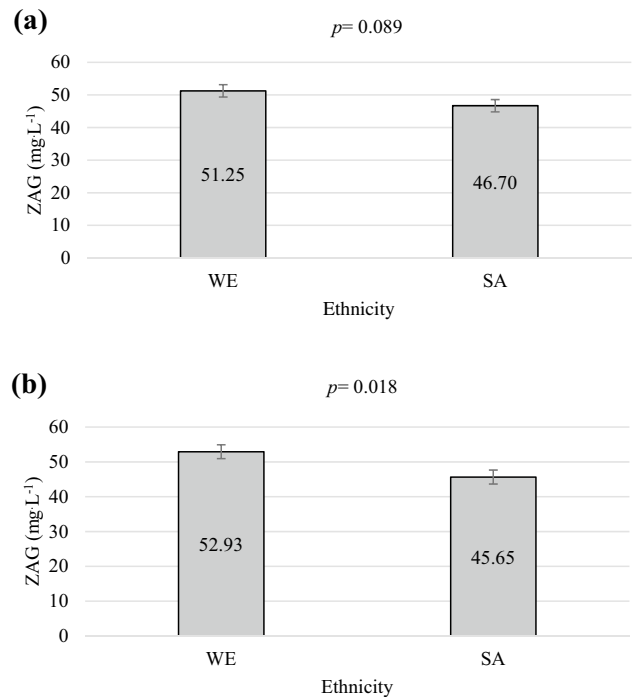 (a)
p= 0.089
ZAG (mg·L-1)
60
50
40
30
20
10
0
51.25
46.70
WE
SA
Ethnicity
(b)
p= 0.018
ZAG (mg·L-1)
60
50
40
30
20
10
0
52.93
45.65
WE
SA
Ethnicity